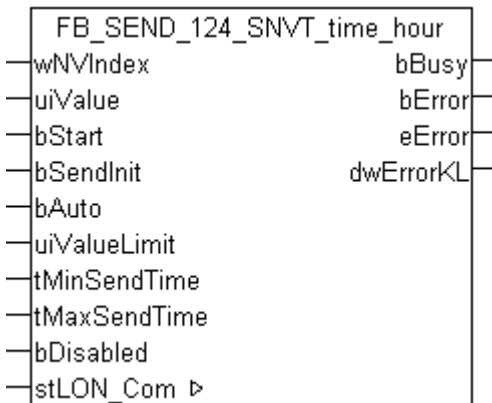 FB_SEND_124_SNVT_time_hour
wNVIndex bBusy
uiValue bError
bStart eError
bSendInit dwErrorKL
bAuto
uiValueLimit
tMinSendTime
tMaxSendTime
bDisabled
stLON_Com ▷